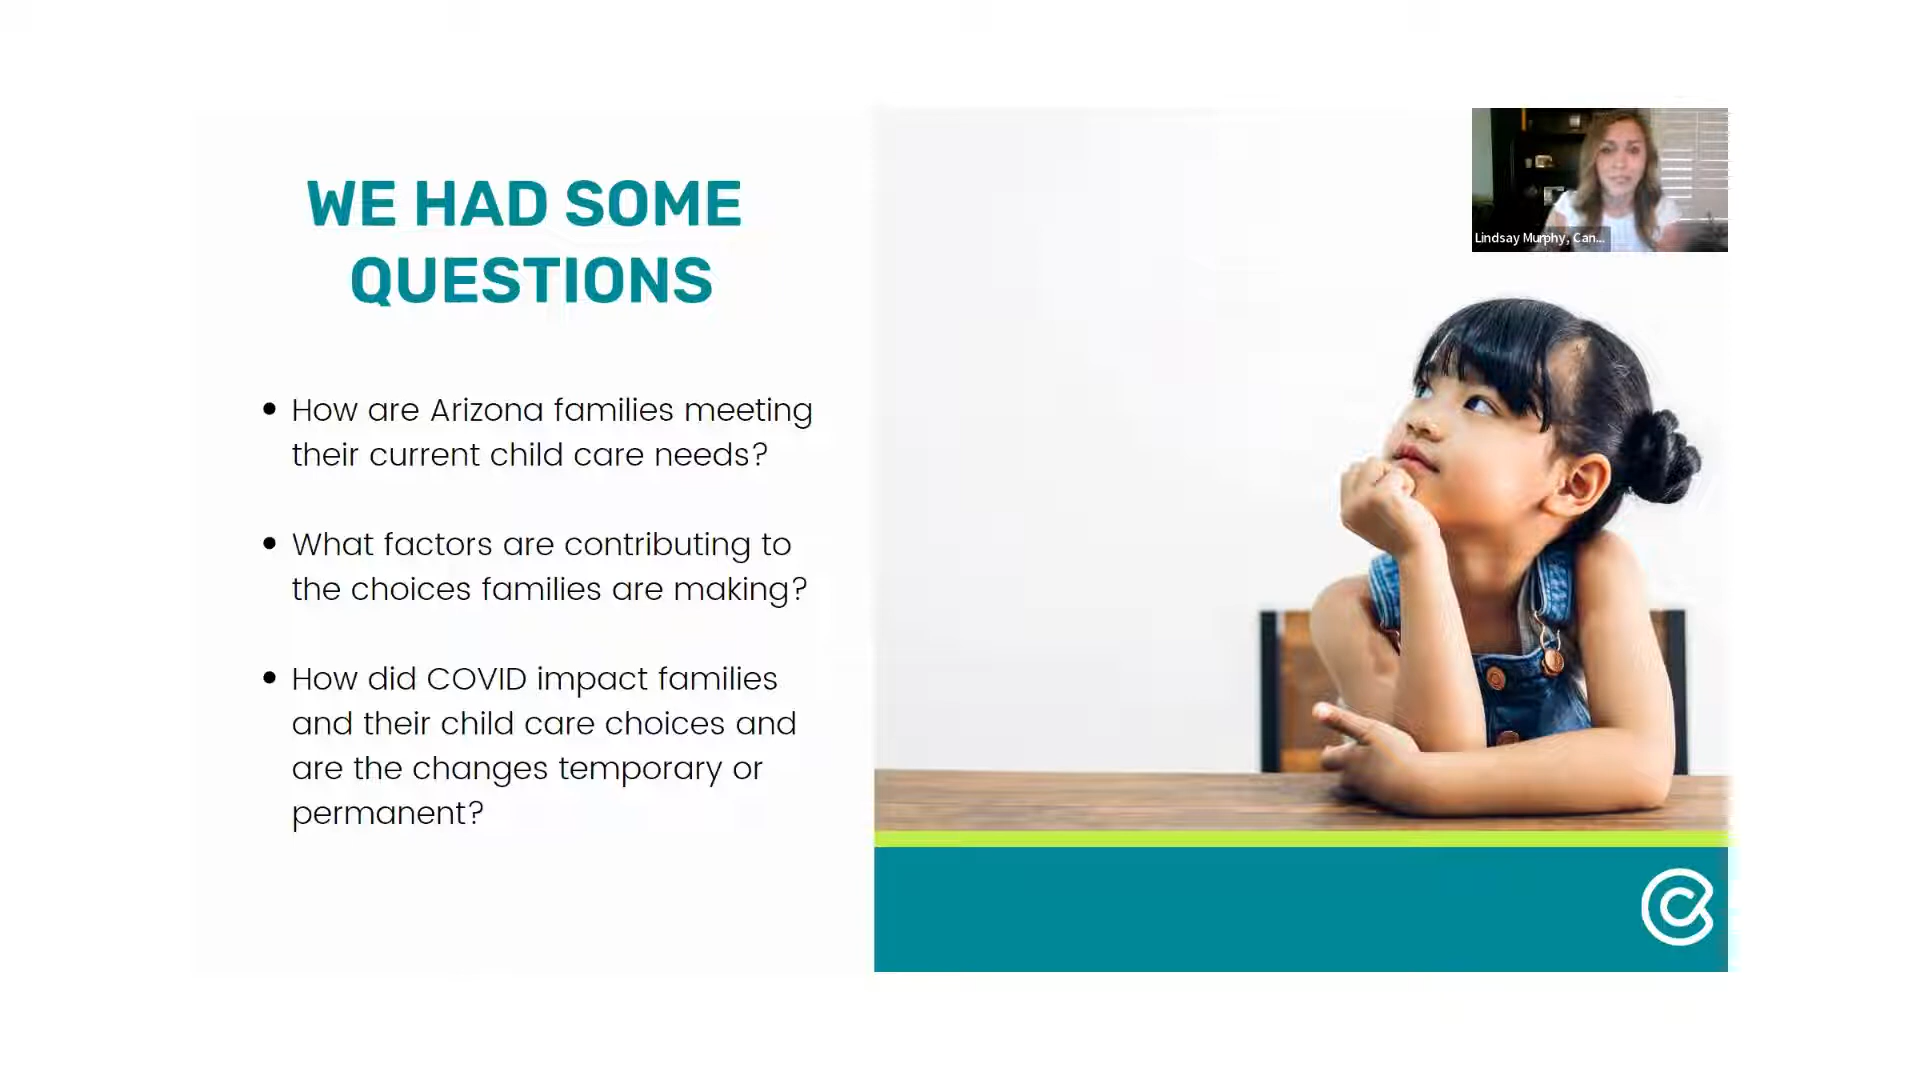 WE HAD SOME
QUESTIONS
Lindsay Murphy, Can...
• How are Arizona families meeting
their current child care needs?
• What factors are contributing to
the choices families are making?
• How did COVID impact families
and their child care choices and
are the changes temporary or
permanent?